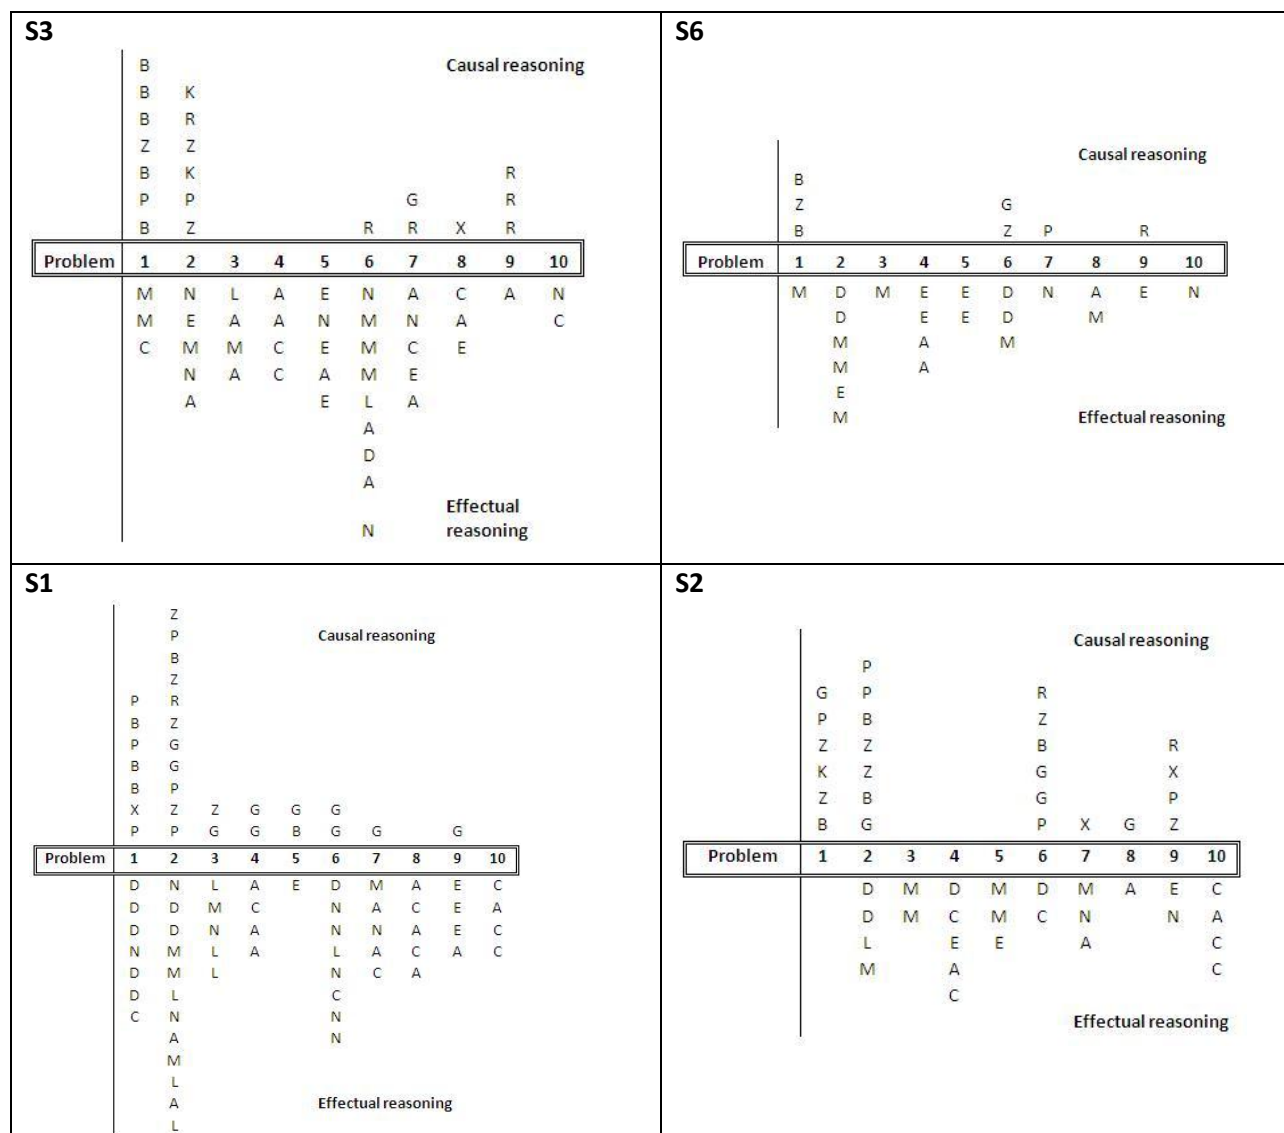 S3
B Causal reasoning
B K
B R
Z Z
B K R
P P G R
B Z R R X R
Problem 1 2 3 4 5 6 7 8 9 10
M N L A E N A C A N
M E A A N M N A C
C M M C E M C E
N A C A M E
A E L A
A
D
A
Effectual
N reasoning
S6
Causal reasoning
B
Z G
B Z P R
Problem 1 2 3 4 5 6 7 8 9 10
M D M E E D N A E N
D E E D M
M A M
M A
E
M Effectual reasoning
S1
Z
P Causal reasoning
B
Z
P R
B Z
P G
B G
B P
X Z Z G G G
P P G G B G G G
Problem 1 2 3 4 5 6 7 8 9 10
D N L A E D M A E C
D D M C N A C E A
D D N A N N A E C
N M L A L A C A C
D M L N C A
D L C
C N N
A N
M
L
A Effectual reasoning
L
S2
Causal reasoning
P
G P R
P B Z
Z Z B R
K Z G X
Z B G P
B G P X G Z
Problem 1 2 3 4 5 6 7 8 9 10
D M D M D M A E C
D M C M C N N A
L E E A C
M A C
C
Effectual reasoning